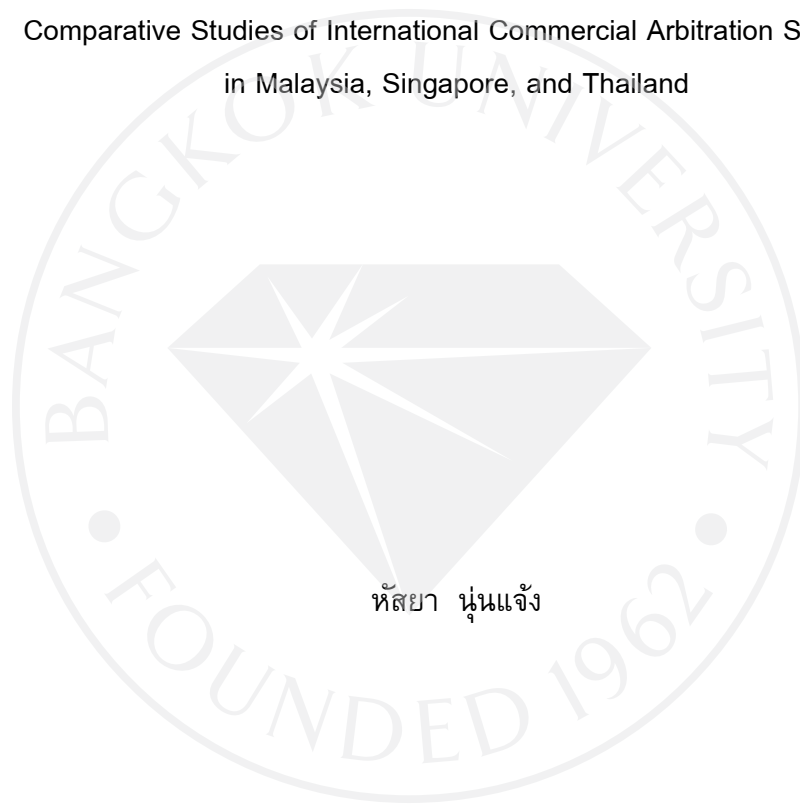 Comparative Studies of International Commercial Arbitration S
in Malaysia, Singapore, and Thailand
BANGKOK UNIVERSITY
หัสยา นุ่นแจ้ง
FOUNDED 1962